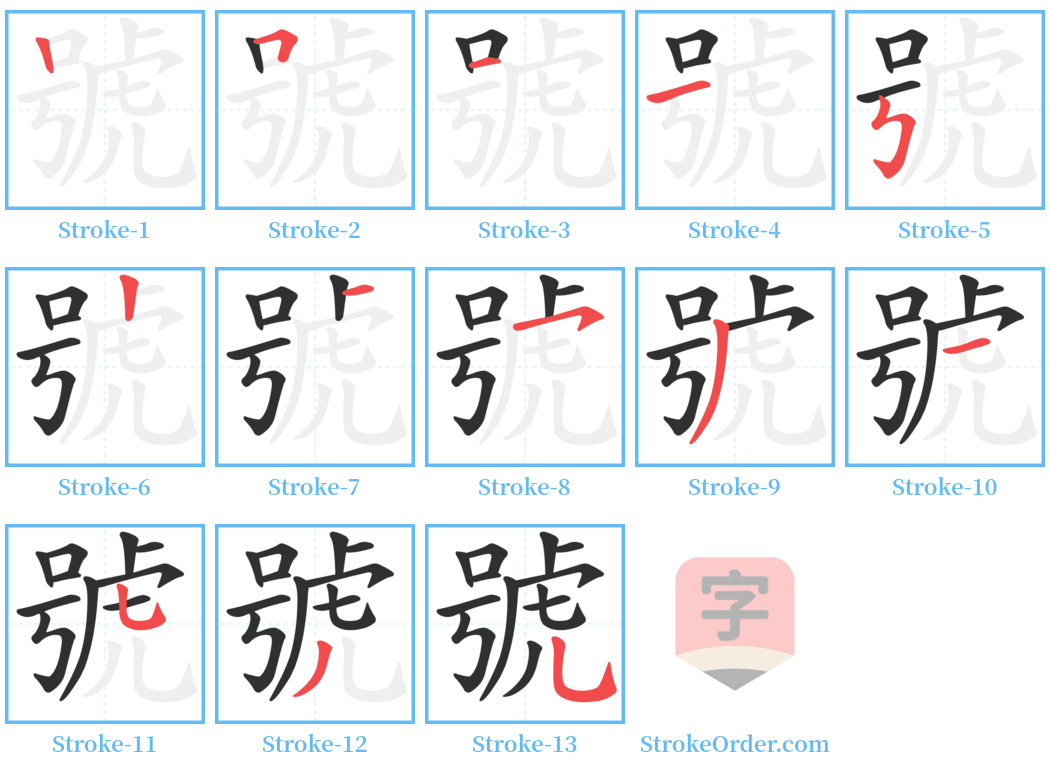 號 號 號 號 號
Stroke-1 Stroke-2 Stroke-3 Stroke-4 Stroke-5
號 號 號 號 號
Stroke-6 Stroke-7 Stroke-8 Stroke-9 Stroke-10
號 號 號 字
Stroke-11 Stroke-12 Stroke-13 StrokeOrder.com